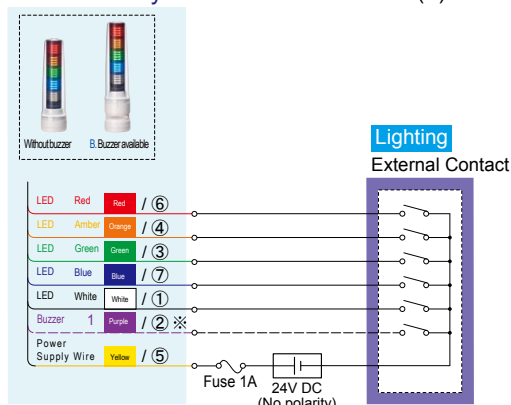 Without buzzer B. Buzzer available
Lighting
External Contact
LED Red Red / ⑥
LED Amber Orange / ④
LED Green Green / ③
LED Blue Blue / ⑦
LED White White / ①
Buzzer 1 Purple / ② ※
Power
Supply Wire Yellow / ⑤
Fuse 1A
24V DC
(No polarity)